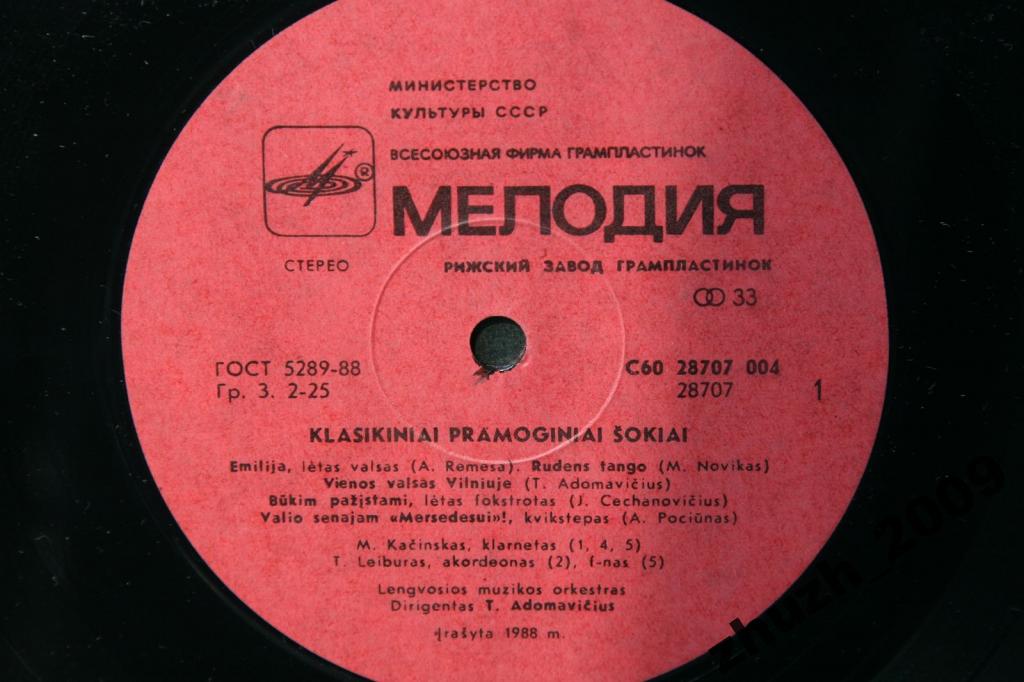 МИНИСТЕРСТВО
КУЛЬТУРЫ СССР
ВСЕСОЮЗНАЯ ФИРМА ГРАМПЛАСТИНОК
®
МЕЛОДИЯ
СТЕРЕО
РИЖСКИЙ ЗАВОД ГРАМПЛАСТИНОК
33
ГОСТ 5289-88
С60 28707 004
Гр. 3. 2-25
28707
1
KLASIKINIAI PRAMOGINIAI ŠOKIAI
Emilija, lėtas valsas (A. Remesa). Rudens tango (M. Novikas)
Vienos valsas Vilniuje (T. Adomavičius)
Būkim pažįstami, lėtas fokstrotas (J. Cechanovičius)
Valio senajam «Mersedesui»!, kvikstepas (A. Pociūnas)
M. Kačinskas, klarnetas (1, 4, 5)
T. Leiburas, akordeonas (2), f-nas (5)
Lengvosios muzikos orkestras
Dirigentas T. Adomavičius
Įrašyta 1988 m.
zhuzh_2009